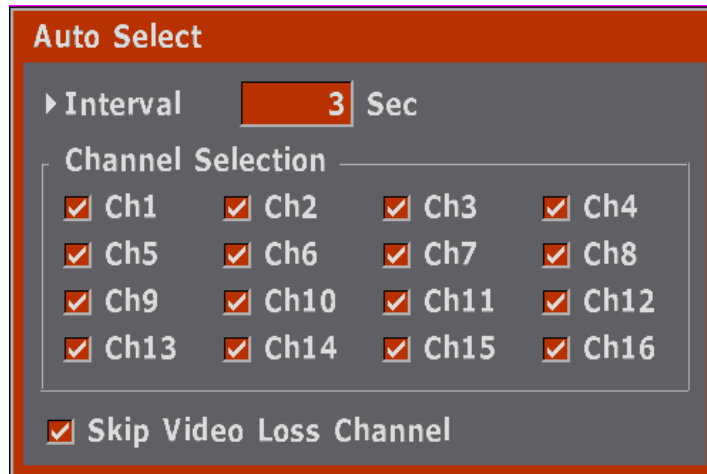 Auto Select
Interval 3 Sec
Channel Selection
Ch1 Ch2 Ch3 Ch4
Ch5 Ch6 Ch7 Ch8
Ch9 Ch10 Ch11 Ch12
Ch13 Ch14 Ch15 Ch16
Skip Video Loss Channel